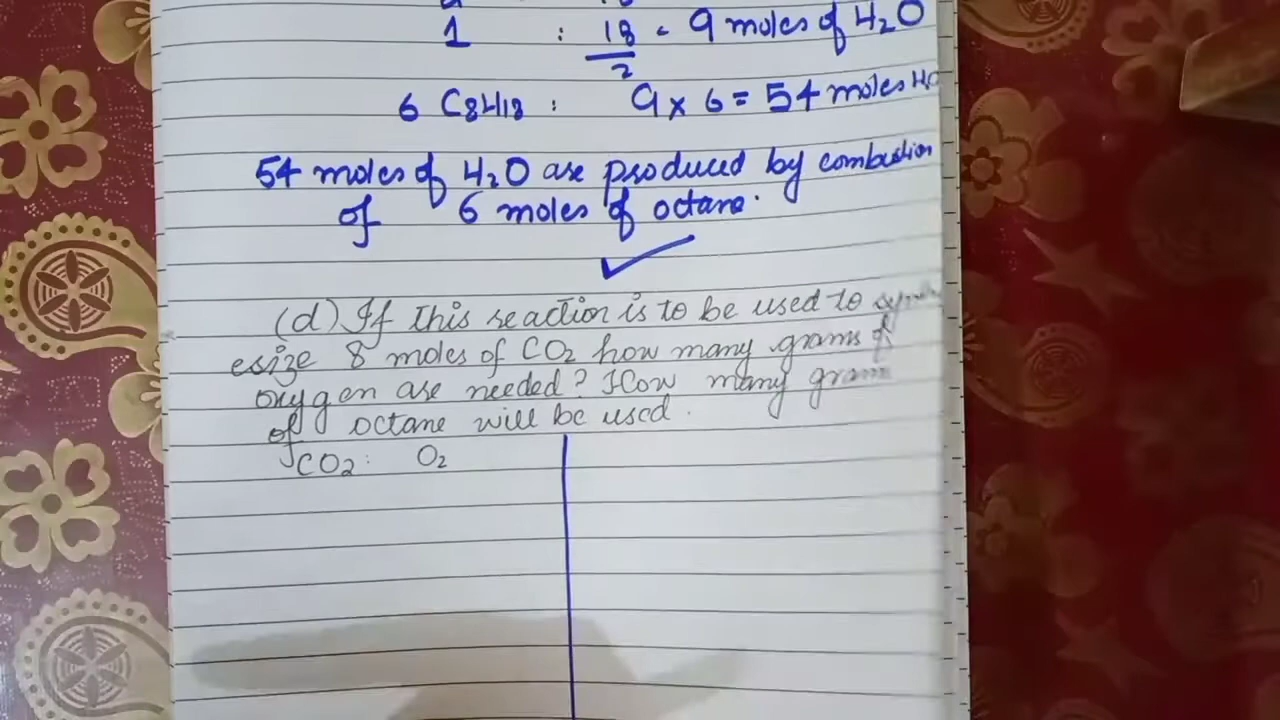 1 : 18/2 = 9 moles of H2O
6 C8H18 : 9 x 6 = 54 moles
54 moles of H2O are produced by combustion
of 6 moles of octane.
(d) If this reaction is to be used to
esize 8 moles of CO2 how many grams of
oxygen are needed? How many gram
of octane will be used.
CO2: O2